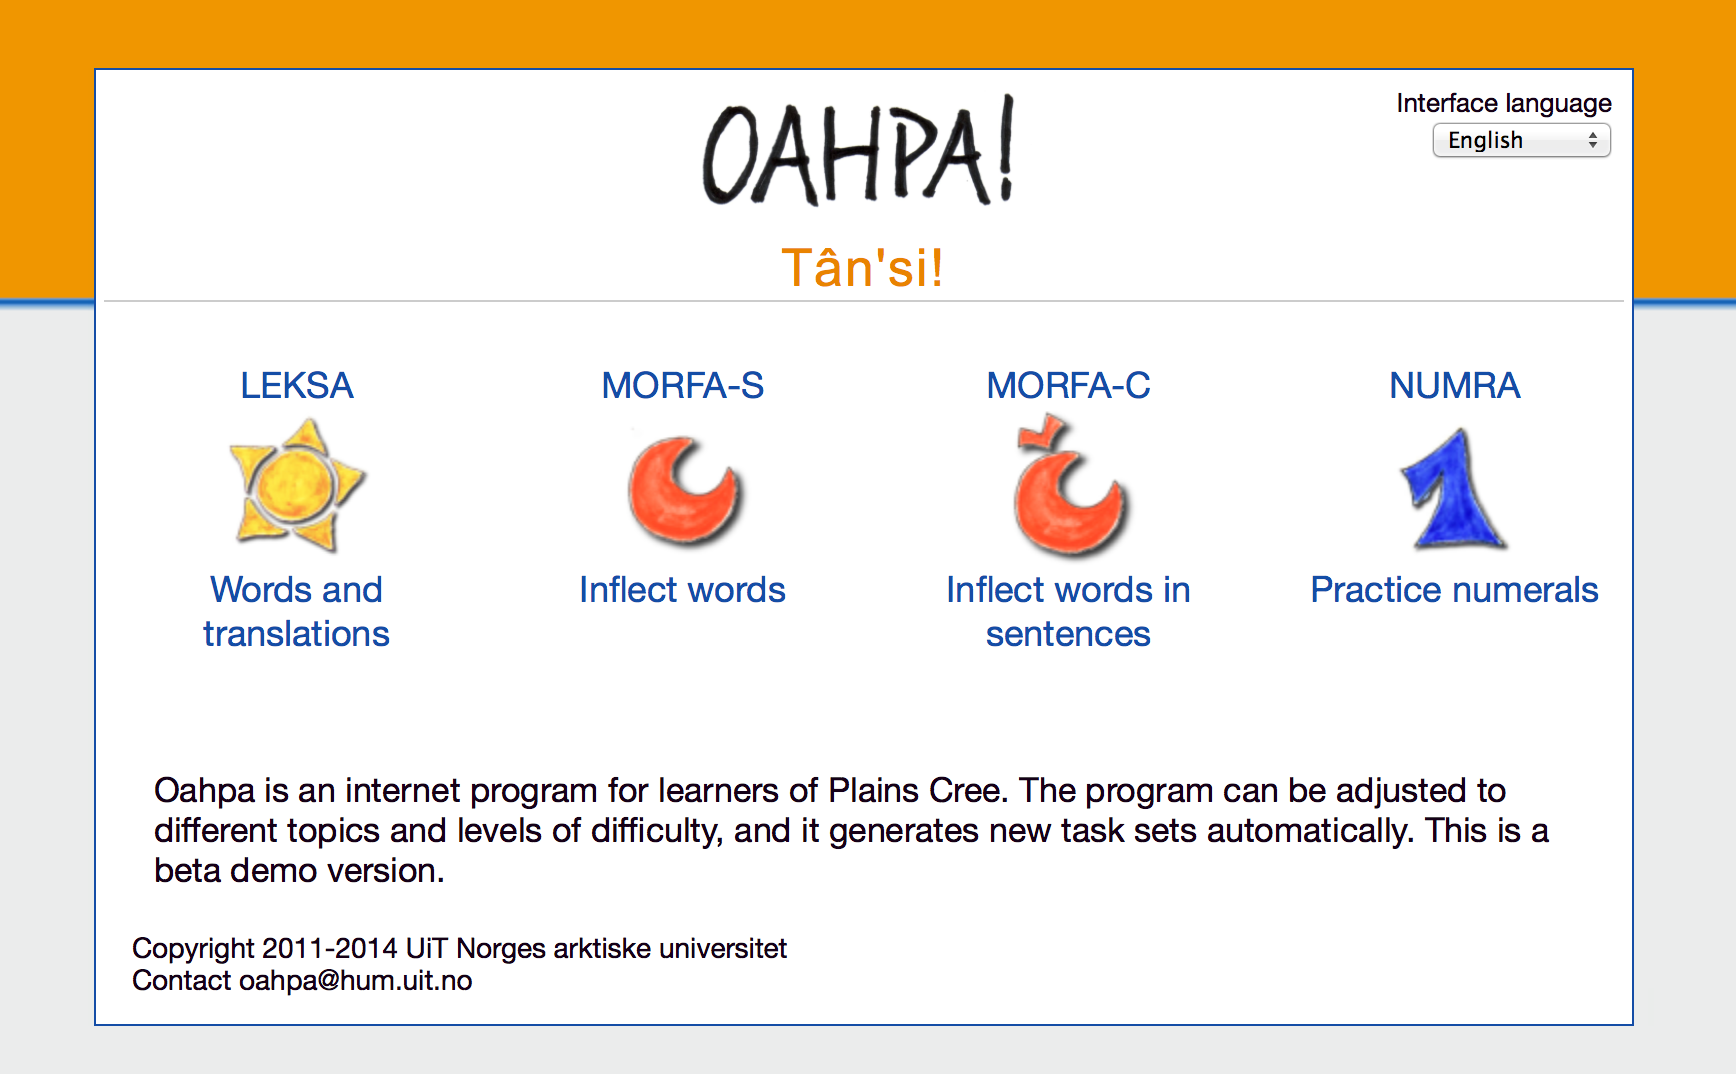 OAHPA!
Interface language
English
Tân'si!
LEKSA
Words and
translations
MORFA-S
Inflect words
MORFA-C
Inflect words in
sentences
NUMRA
Practice numerals
Oahpa is an internet program for learners of Plains Cree. The program can be adjusted to
different topics and levels of difficulty, and it generates new task sets automatically. This is a
beta demo version.
Copyright 2011-2014 UiT Norges arktiske universitet
Contact oahpa@hum.uit.no